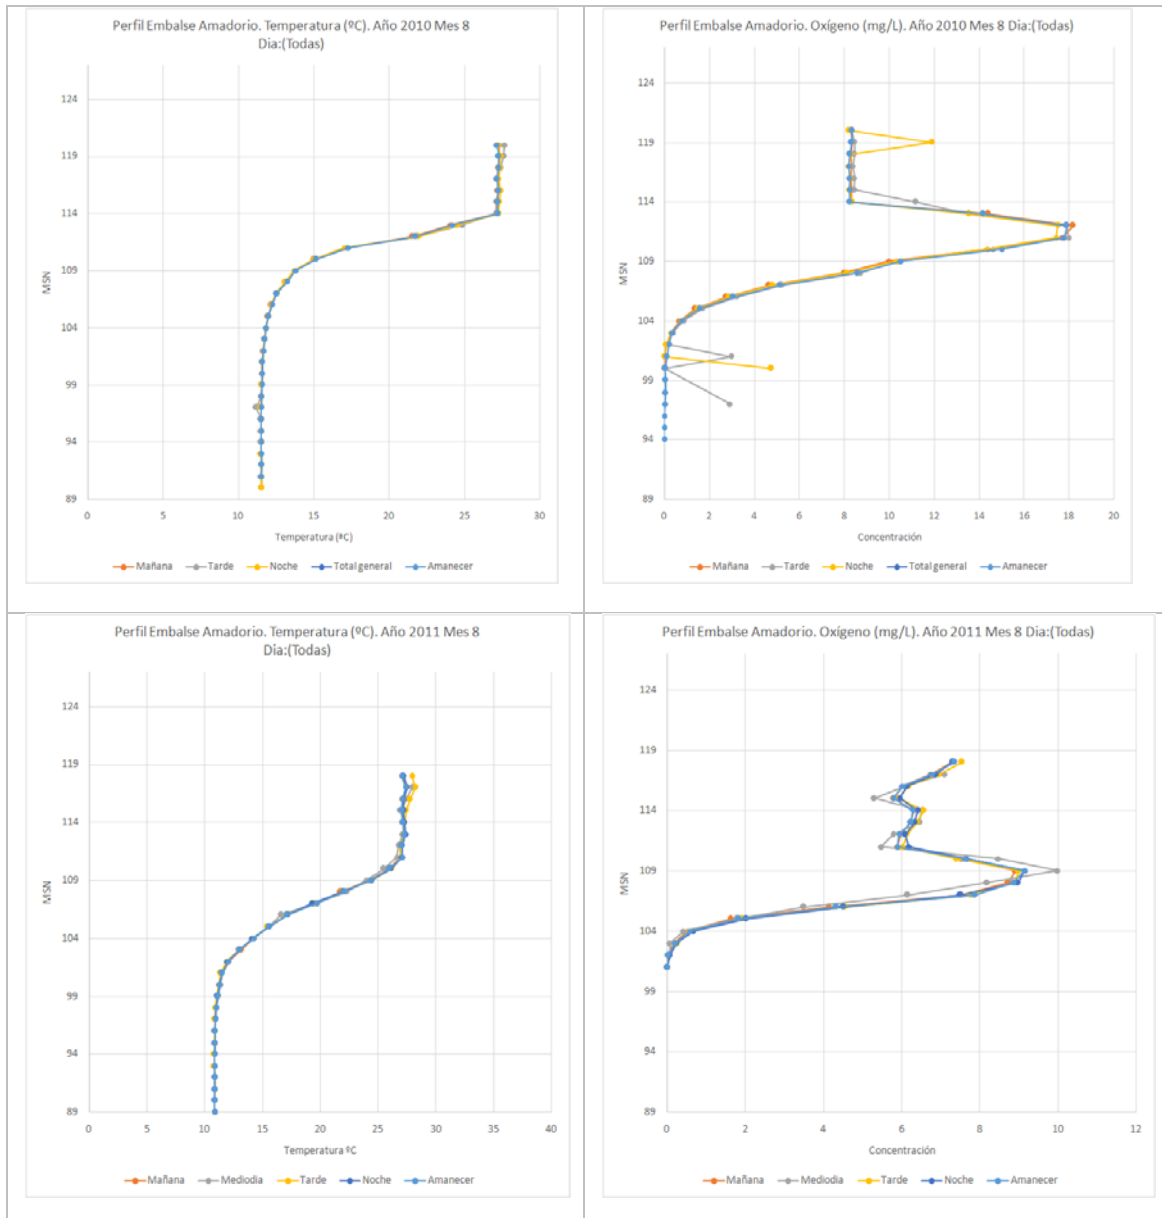 Perfil Embalse Amadorio. Temperatura (ºC). Año 2010 Mes 8
Dia:(Todas)
124
119
114
109
104
99
94
89
MSN
0 5 10 15 20 25 30
Temperatura (ºC)
Mañana Tarde Noche Total general Amanecer
Perfil Embalse Amadorio. Oxígeno (mg/L). Año 2010 Mes 8 Dia:(Todas)
124
119
114
109
104
99
94
89
MSN
0 2 4 6 8 10 12 14 16 18 20
Concentración
Mañana Tarde Noche Total general Amanecer
Perfil Embalse Amadorio. Temperatura (ºC). Año 2011 Mes 8
Dia:(Todas)
124
119
114
109
104
99
94
89
MSN
0 5 10 15 20 25 30 35 40
Temperatura ºC
Mañana Mediodia Tarde Noche Amanecer
Perfil Embalse Amadorio. Oxígeno (mg/L). Año 2011 Mes 8 Dia:(Todas)
124
119
114
109
104
99
94
89
MSN
0 2 4 6 8 10 12
Concentración
Mañana Mediodia Tarde Noche Amanecer